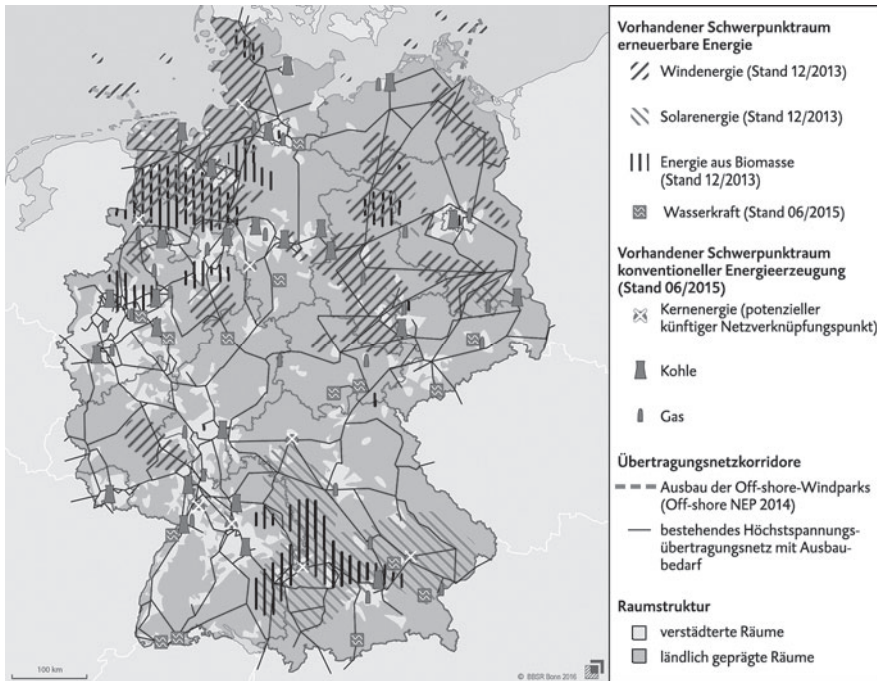 Vorhandener Schwerpunktraum
erneuerbare Energie
Windenergie (Stand 12/2013)
Solarenergie (Stand 12/2013)
Energie aus Biomasse
(Stand 12/2013)
Wasserkraft (Stand 06/2015)
Vorhandener Schwerpunktraum
konventioneller Energieerzeugung
(Stand 06/2015)
Kernenergie (potenzieller
künftiger Netzverknüpfungspunkt)
Kohle
Gas
Übertragungsnetzkorridore
Ausbau der Off-shore-Windparks
(Off-shore NEP 2014)
bestehendes Höchstspannungs-
übertragungsnetz mit Ausbau-
bedarf
Raumstruktur
verstädterte Räume
ländlich geprägte Räume
100 km
© BBSR Bonn 2016